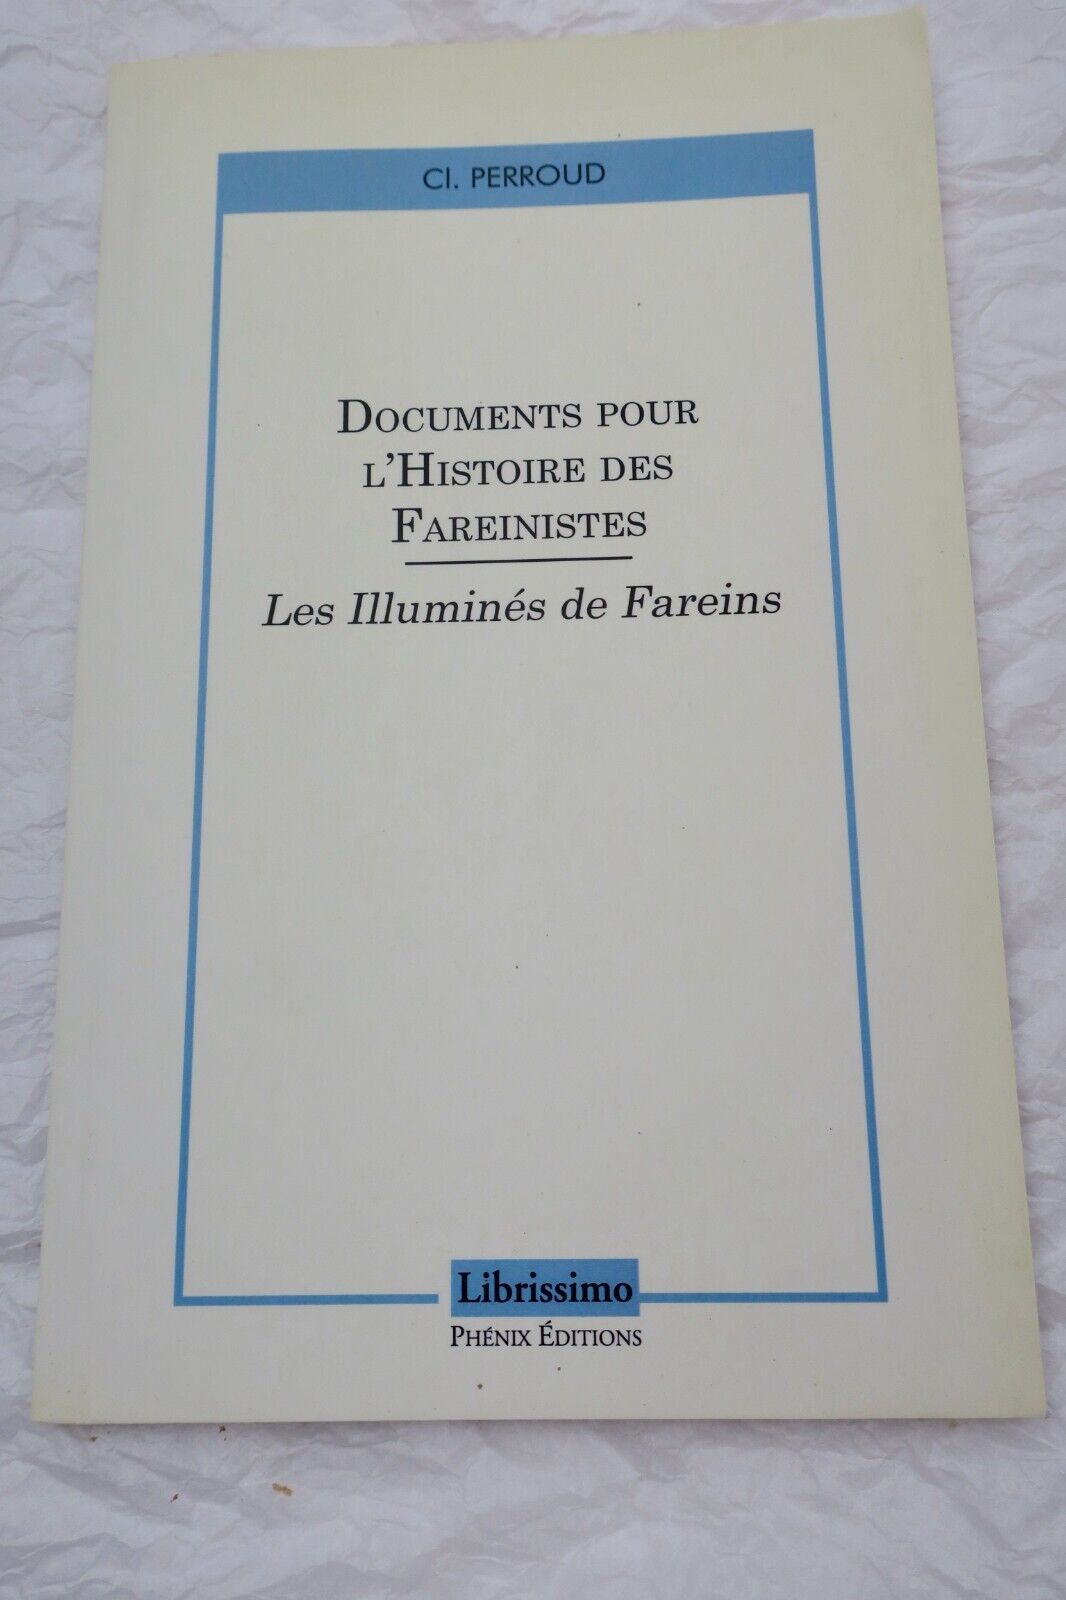 Cl. PERROUD
DOCUMENTS POUR
L'HISTOIRE DES
FAREINISTES
Les Illuminés de Fareins
Librissimo
PHÉNIX ÉDITIONS